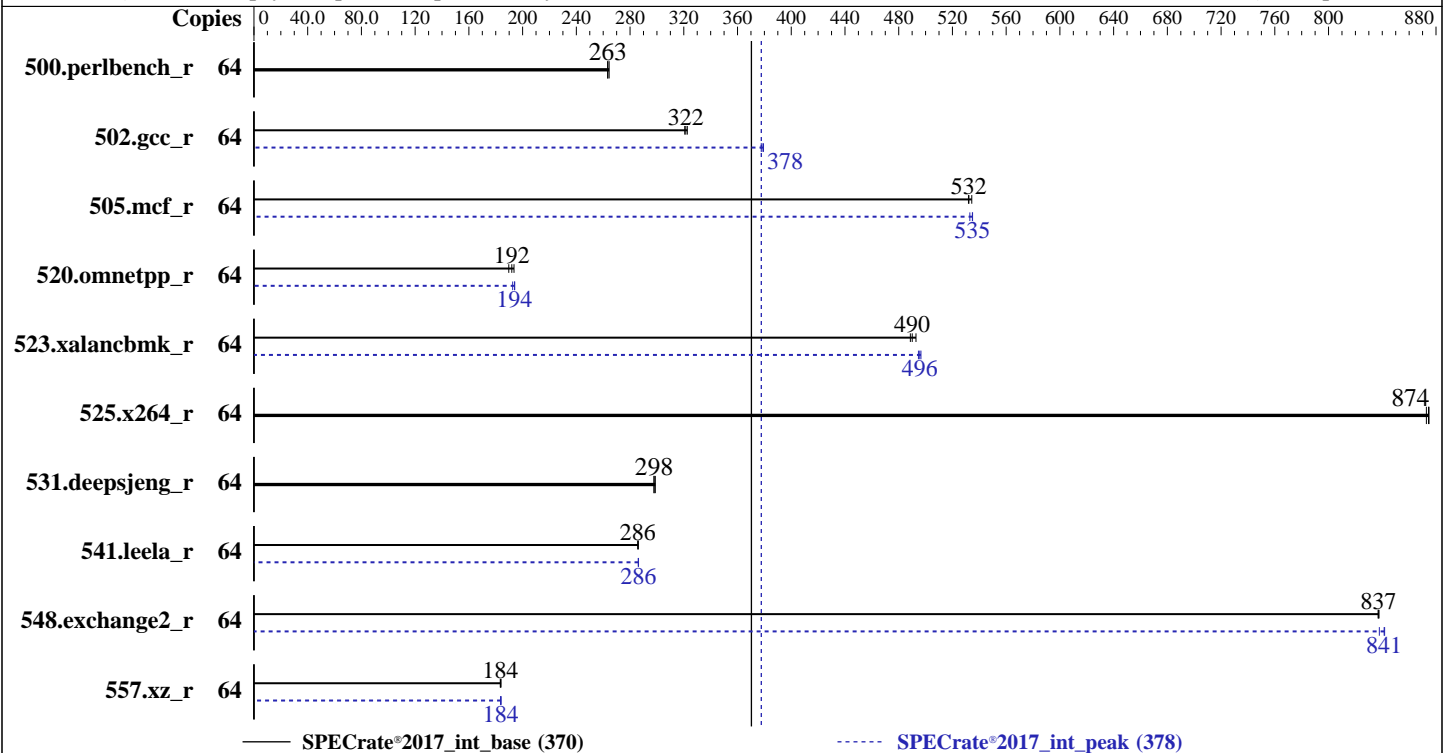 Copies 0 40.0 80.0 120 160 200 240 280 320 360 400 440 480 520 560 600 640 680 720 760 800 880
263
500.perlbench_r 64
322
502.gcc_r 64
378
532
505.mcf_r 64
535
192
520.omnetpp_r 64
194
490
523.xalancbmk_r 64
496
874
525.x264_r 64
298
531.deepsjeng_r 64
286
541.leela_r 64
286
837
548.exchange2_r 64
841
184
557.xz_r 64
184
SPECrate®2017_int_base (370) SPECrate®2017_int_peak (378)